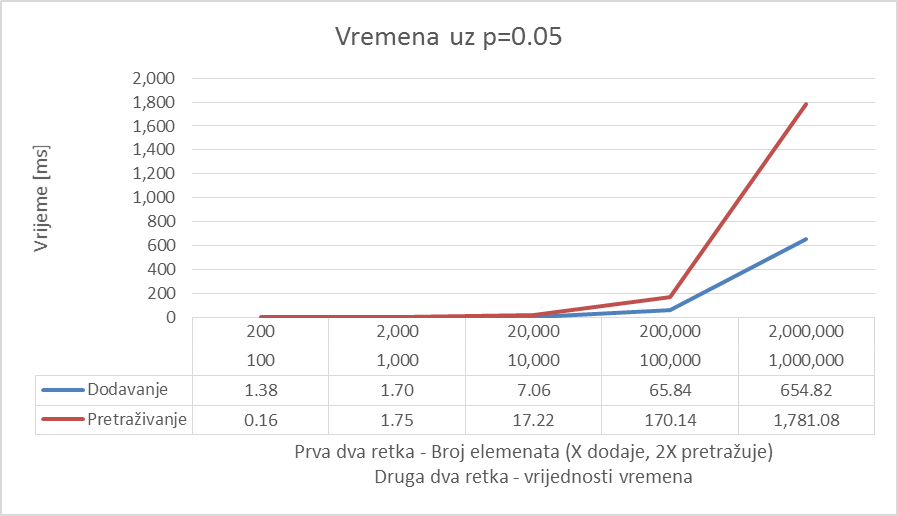 Vremena uz p=0.05
Vrijeme [ms]
2,000
1,800
1,600
1,400
1,200
1,000
800
600
400
200
0
200 2,000 20,000 200,000 2,000,000
100 1,000 10,000 100,000 1,000,000
Dodavanje 1.38 1.70 7.06 65.84 654.82
Pretraživanje 0.16 1.75 17.22 170.14 1,781.08
Prva dva retka - Broj elemenata (X dodaje, 2X pretražuje)
Druga dva retka - vrijednosti vremena